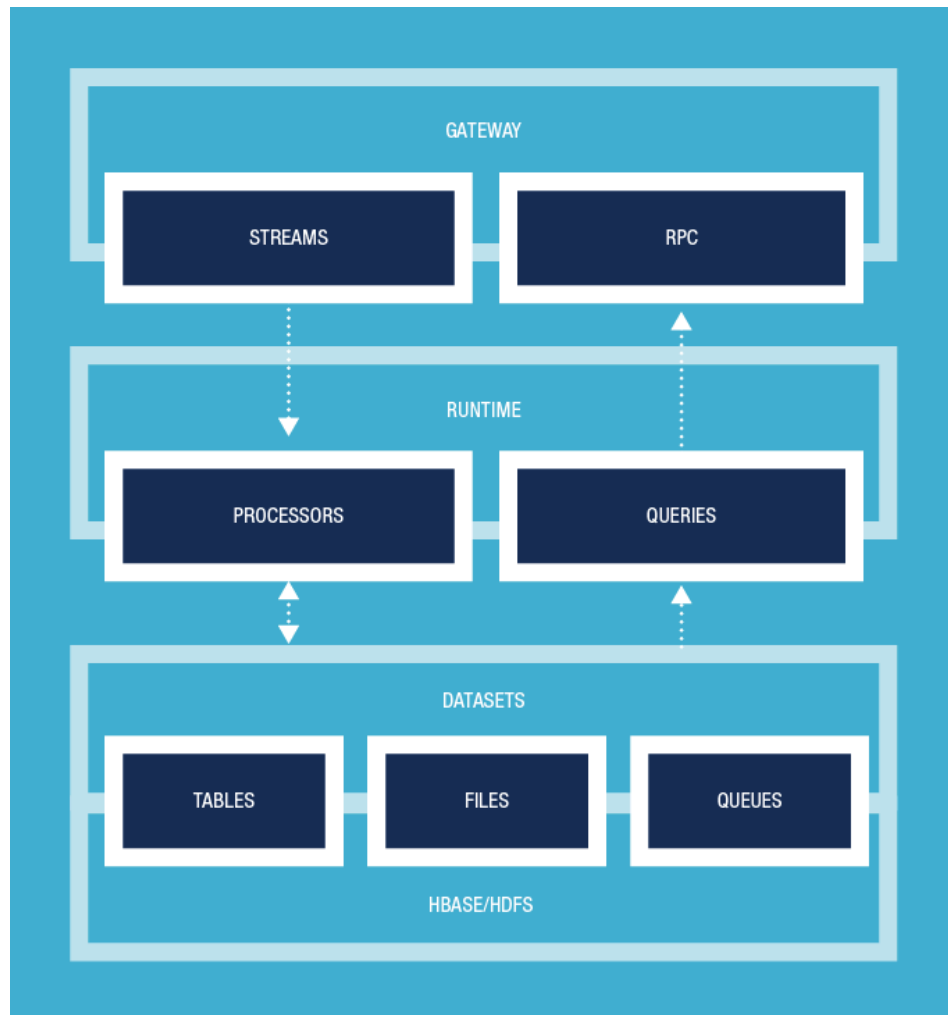 GATEWAY
STREAMS
RPC
RUNTIME
PROCESSORS
QUERIES
DATASETS
TABLES
FILES
QUEUES
HBASE/HDFS